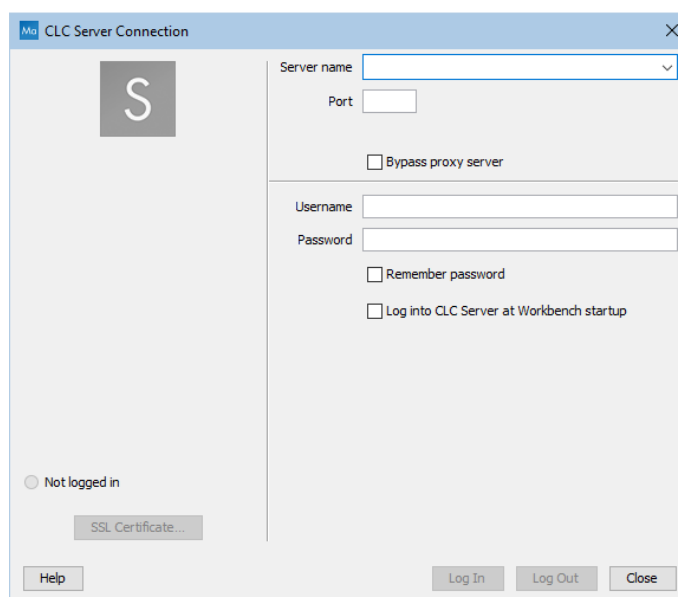 Ma CLC Server Connection
S
Server name
Port
Bypass proxy server
Username
Password
Remember password
Log into CLC Server at Workbench startup
Not logged in
SSL Certificate...
Help Log In Log Out Close